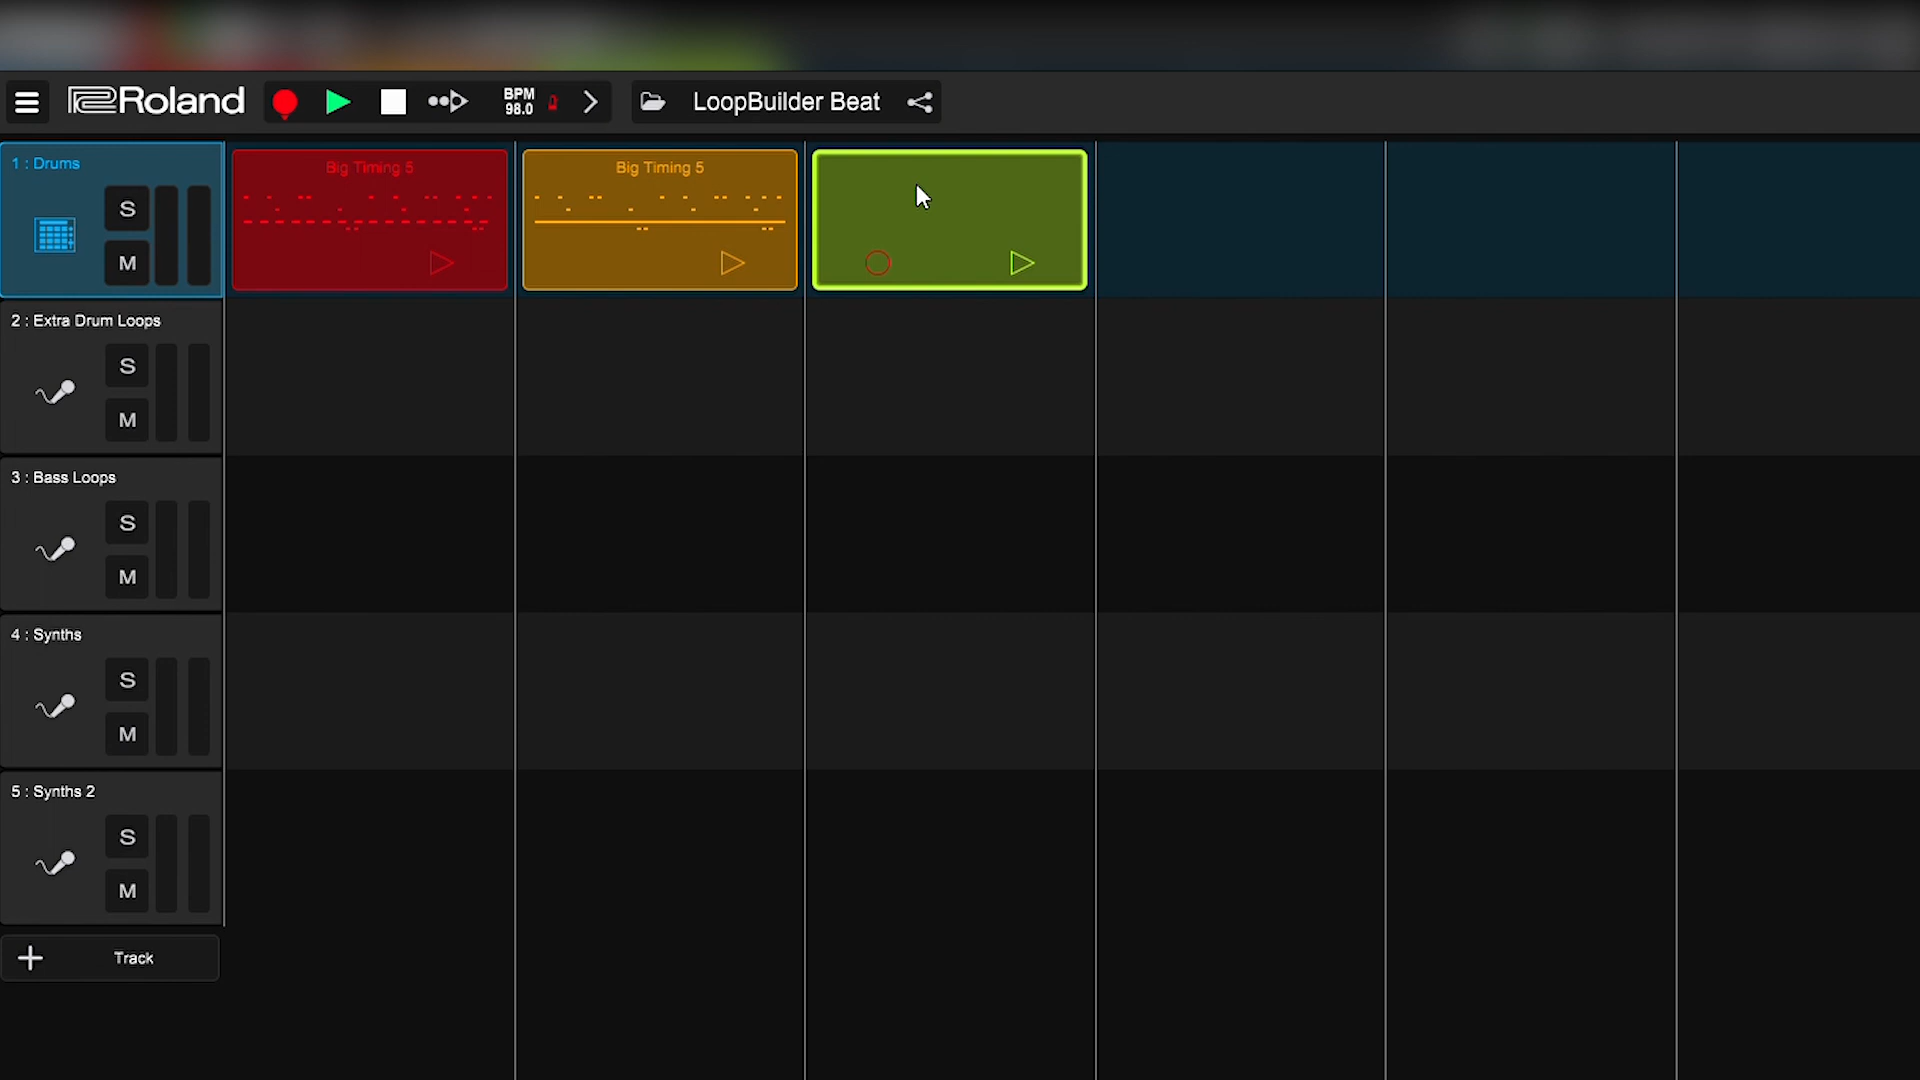 Roland
BPM
98.0
LoopBuilder Beat
1 : Drums
S
M
Big Timing 5
Big Timing 5
2 : Extra Drum Loops
S
M
3 : Bass Loops
S
M
4 : Synths
S
M
5 : Synths 2
S
M
Track